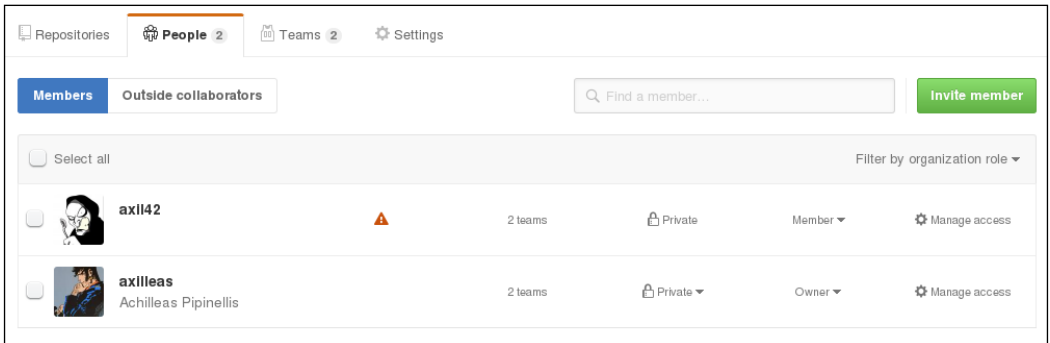 Repositories People 2 Teams 2 Settings
Members Outside collaborators Find a member... Invite member
Select all Filter by organization role
axil42 2 teams Private Member Manage access
axilleas
Achilleas Pipinellis 2 teams Private Owner Manage access